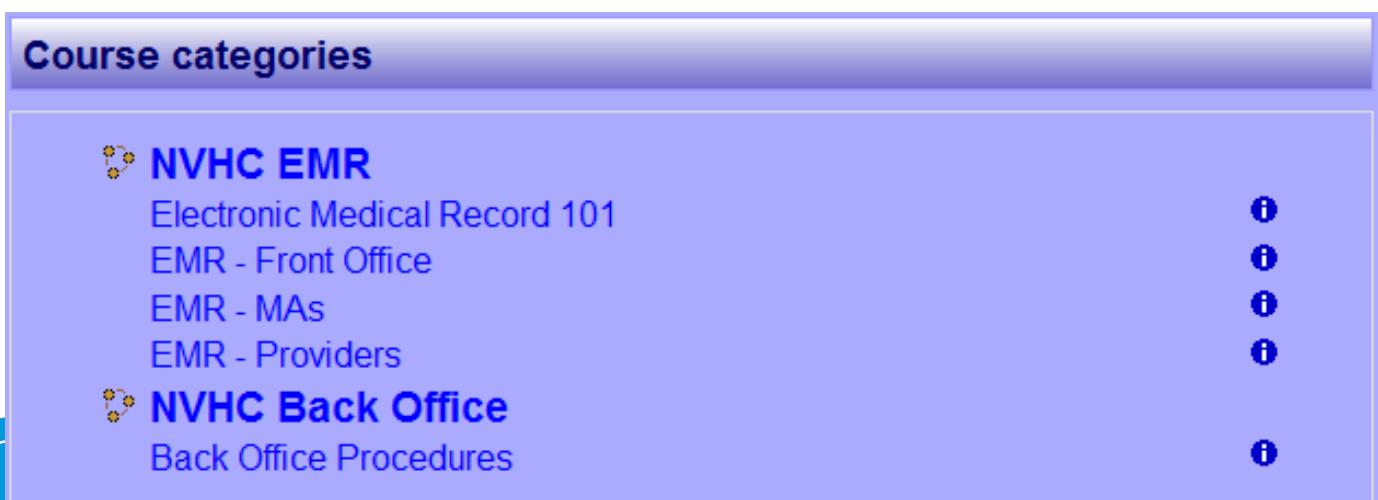 Course categories
NVHC EMR
Electronic Medical Record 101
EMR - Front Office
EMR - MAs
EMR - Providers
NVHC Back Office
Back Office Procedures